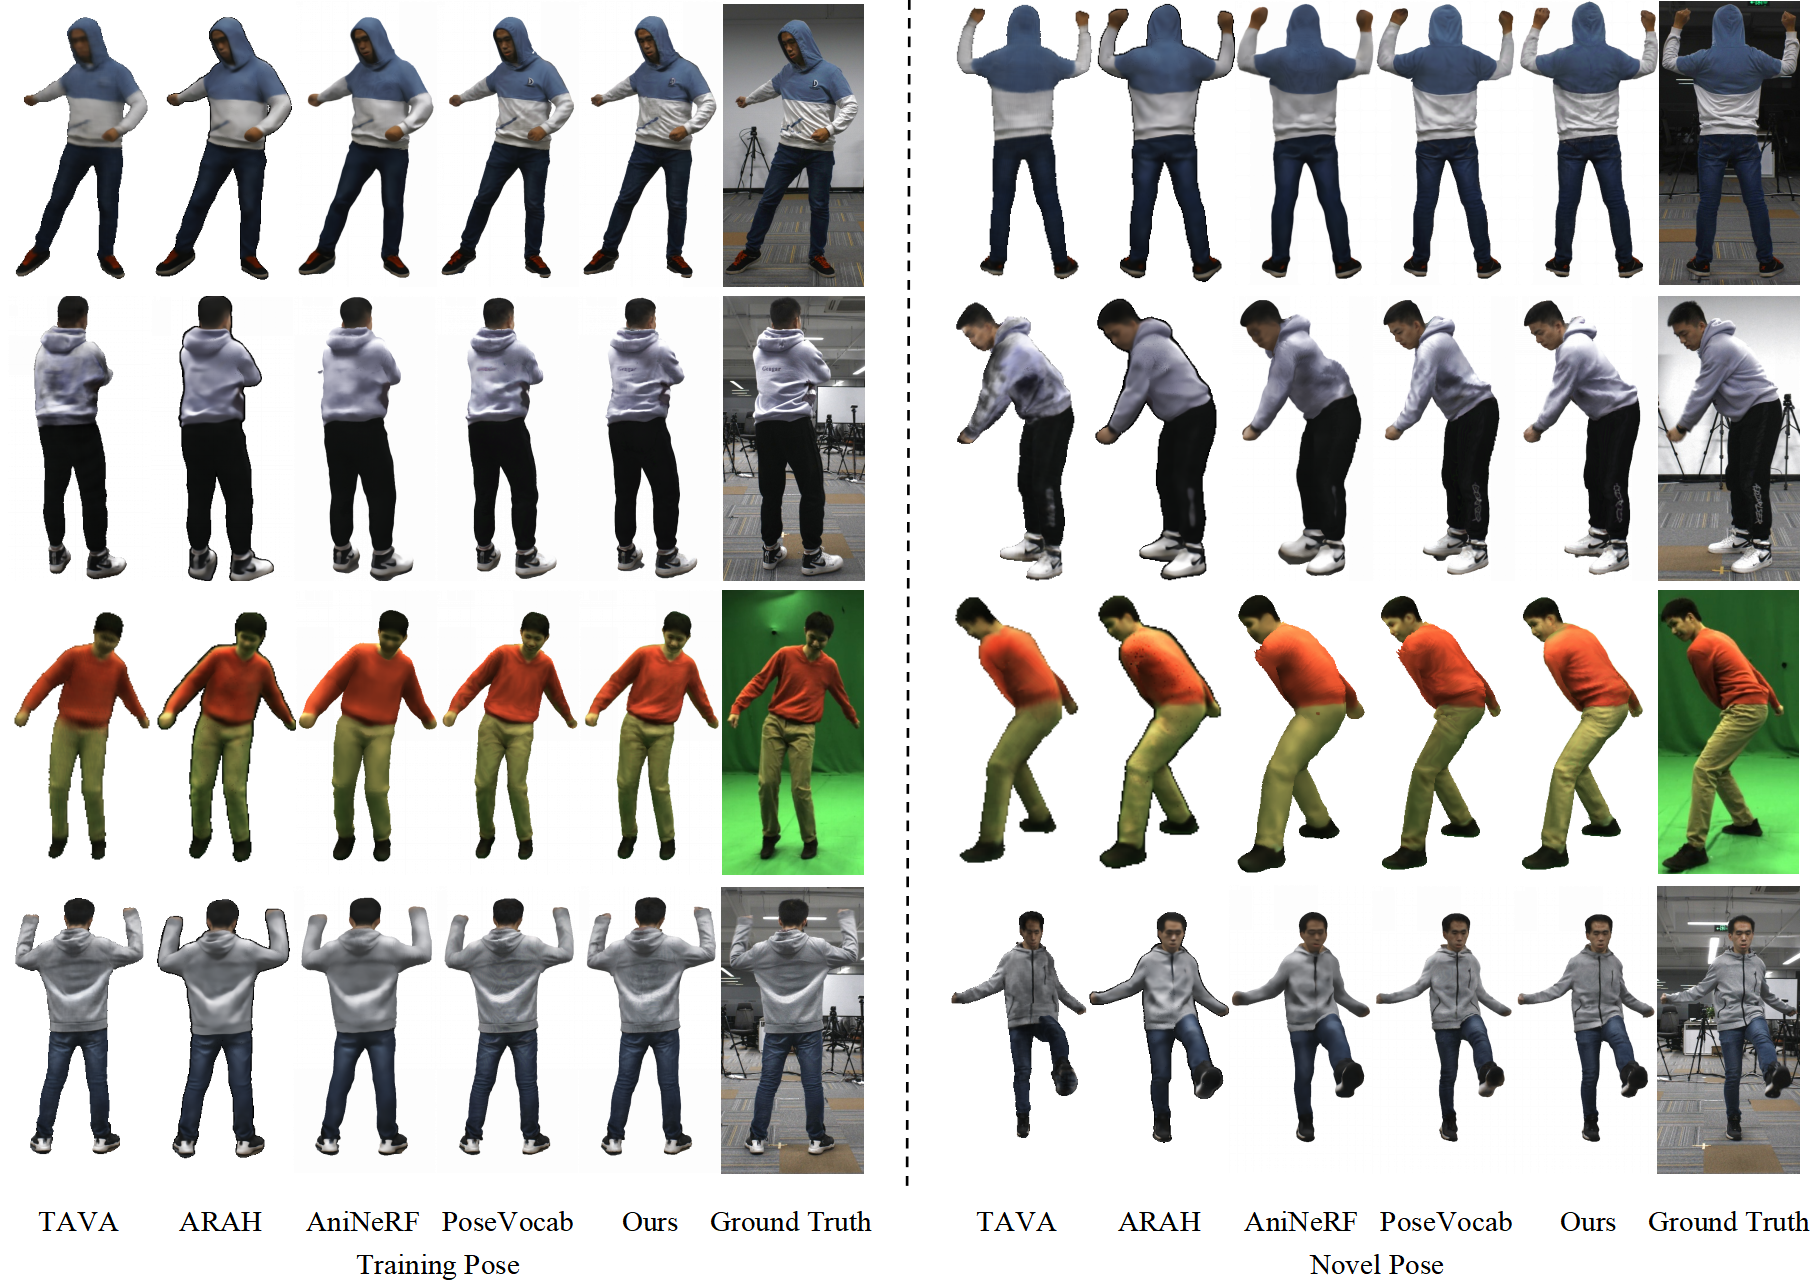 TAVA ARAH AniNeRF PoseVocab Ours Ground Truth
Training Pose
TAVA ARAH AniNeRF PoseVocab Ours Ground Truth
Novel Pose